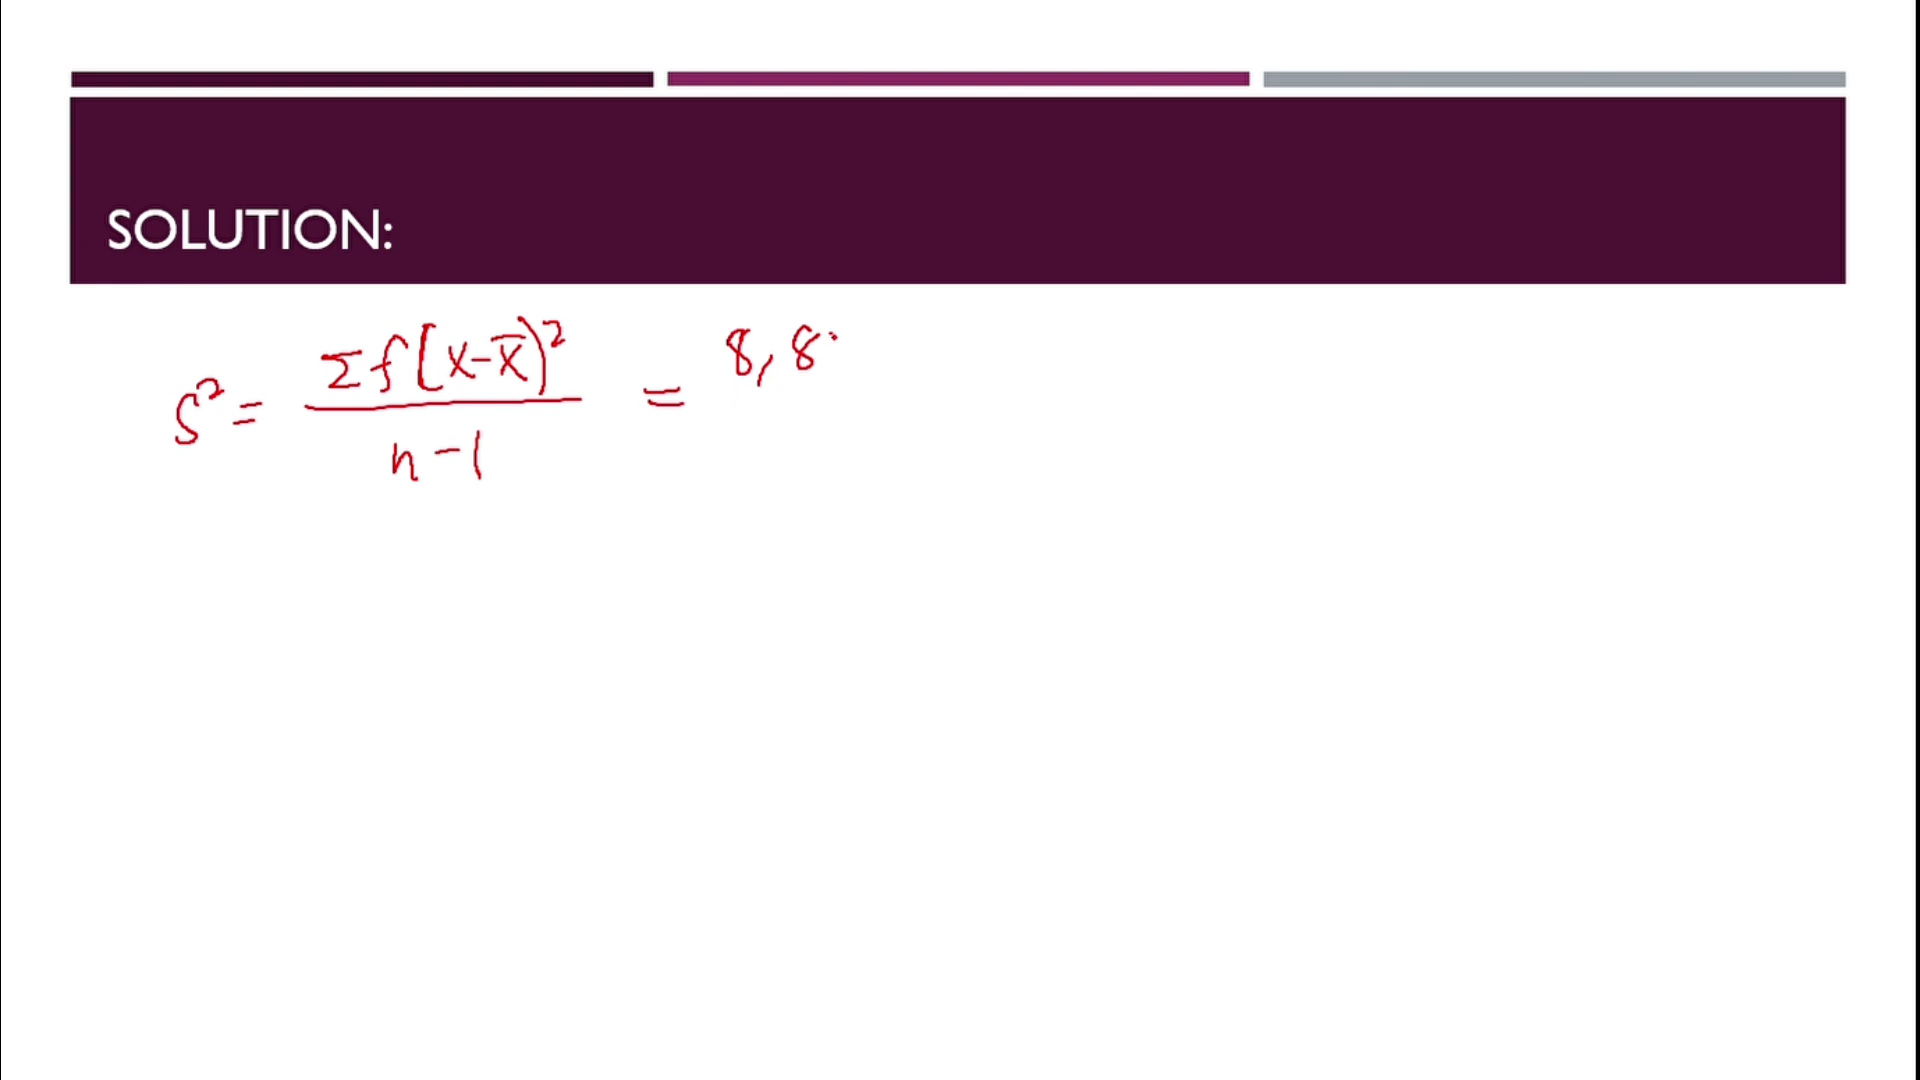 SOLUTION:
S² = Σf(x-x̄)² / n-1 = 8,8